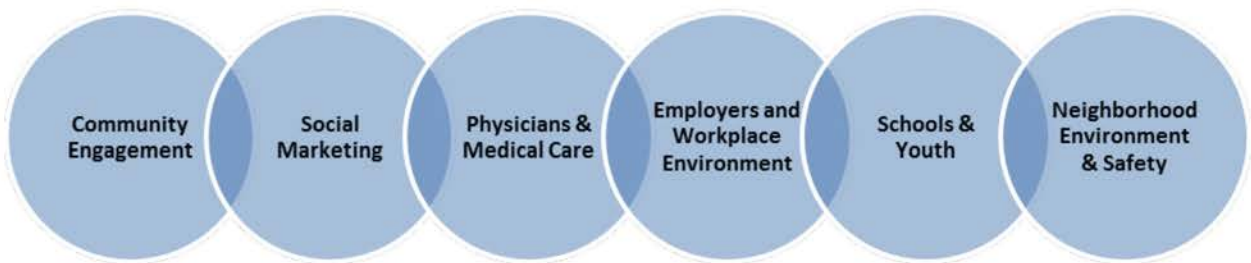 Community
Engagement
Social
Marketing
Physicians &
Medical Care
Employers and
Workplace
Environment
Schools &
Youth
Neighborhood
Environment
& Safety